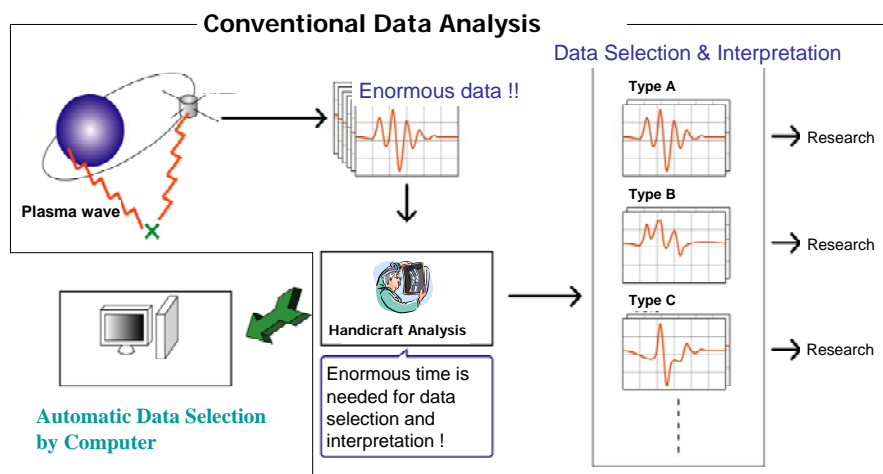 Conventional Data Analysis
Data Selection & Interpretation
Enormous data !!
Type A
Research
Plasma wave
Type B
Research
Handicraft Analysis
Type C
Research
Enormous time is
needed for data
selection and
interpretation !
Automatic Data Selection
by Computer